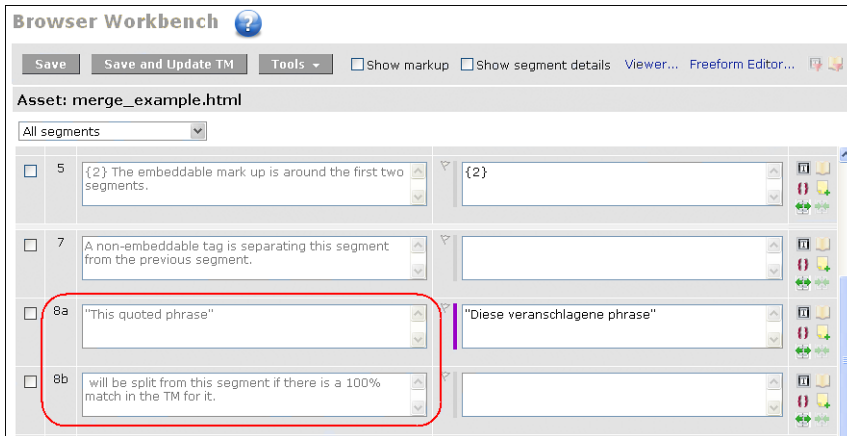 Browser Workbench ?
Save Save and Update TM Tools Show markup Show segment details Viewer... Freeform Editor...
Asset: merge_example.html
All segments
5 {2} The embeddable mark up is around the first two {2}
segments.
7 A non-embeddable tag is separating this segment
from the previous segment.
8a "This quoted phrase" "Diese veranschlagene phrase"
8b will be split from this segment if there is a 100%
match in the TM for it.